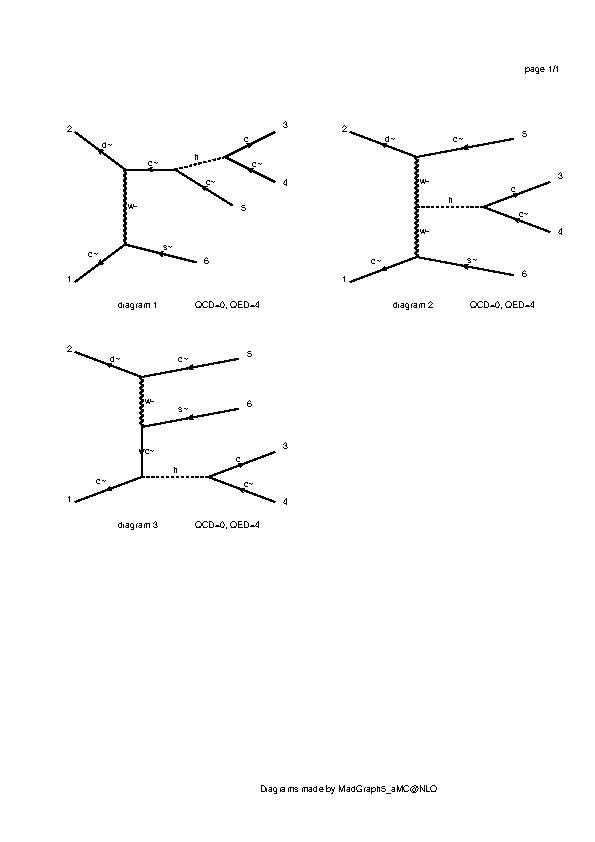 page 1/1
2
d~
c~
h
c
3
c~
4
c~
5
w-
c~
s~
6
1
diagram 1 QCD=0, QED=4
2
d~
c~
5
w-
h
c
3
c~
4
w-
c~
s~
6
1
diagram 2 QCD=0, QED=4
2
d~
c~
5
w-
s~
6
c~
c~
h
c
3
c~
4
1
diagram 3 QCD=0, QED=4
Diagrams made by MadGraph5_aMC@NLO